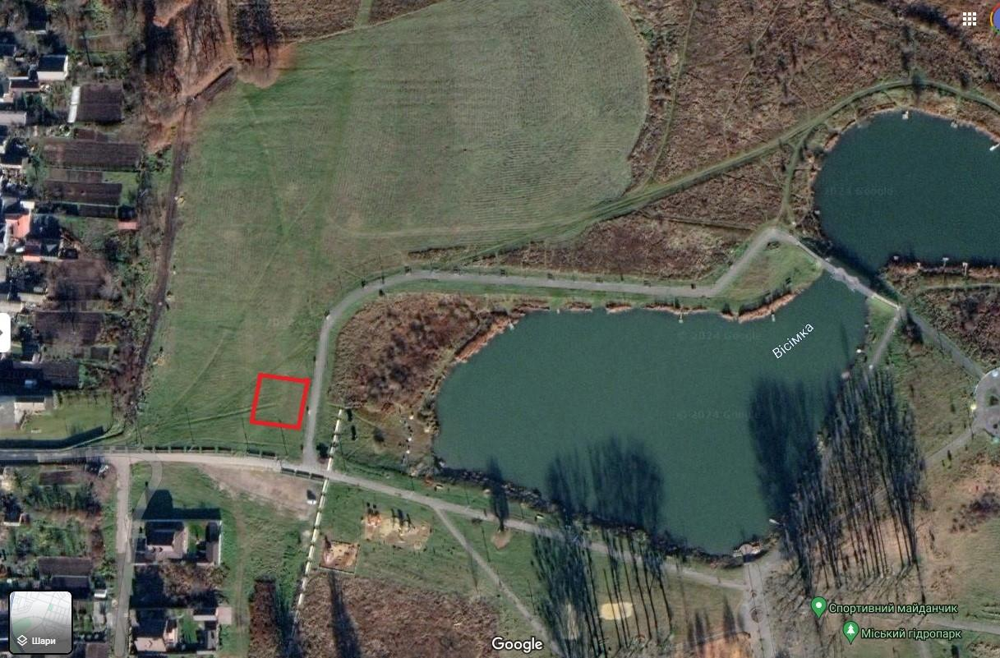 2024 Google
© 2024 Google
Вісімка
© 2024 Google
Спортивний майданчик
Міський гідропарк
Шари
Google